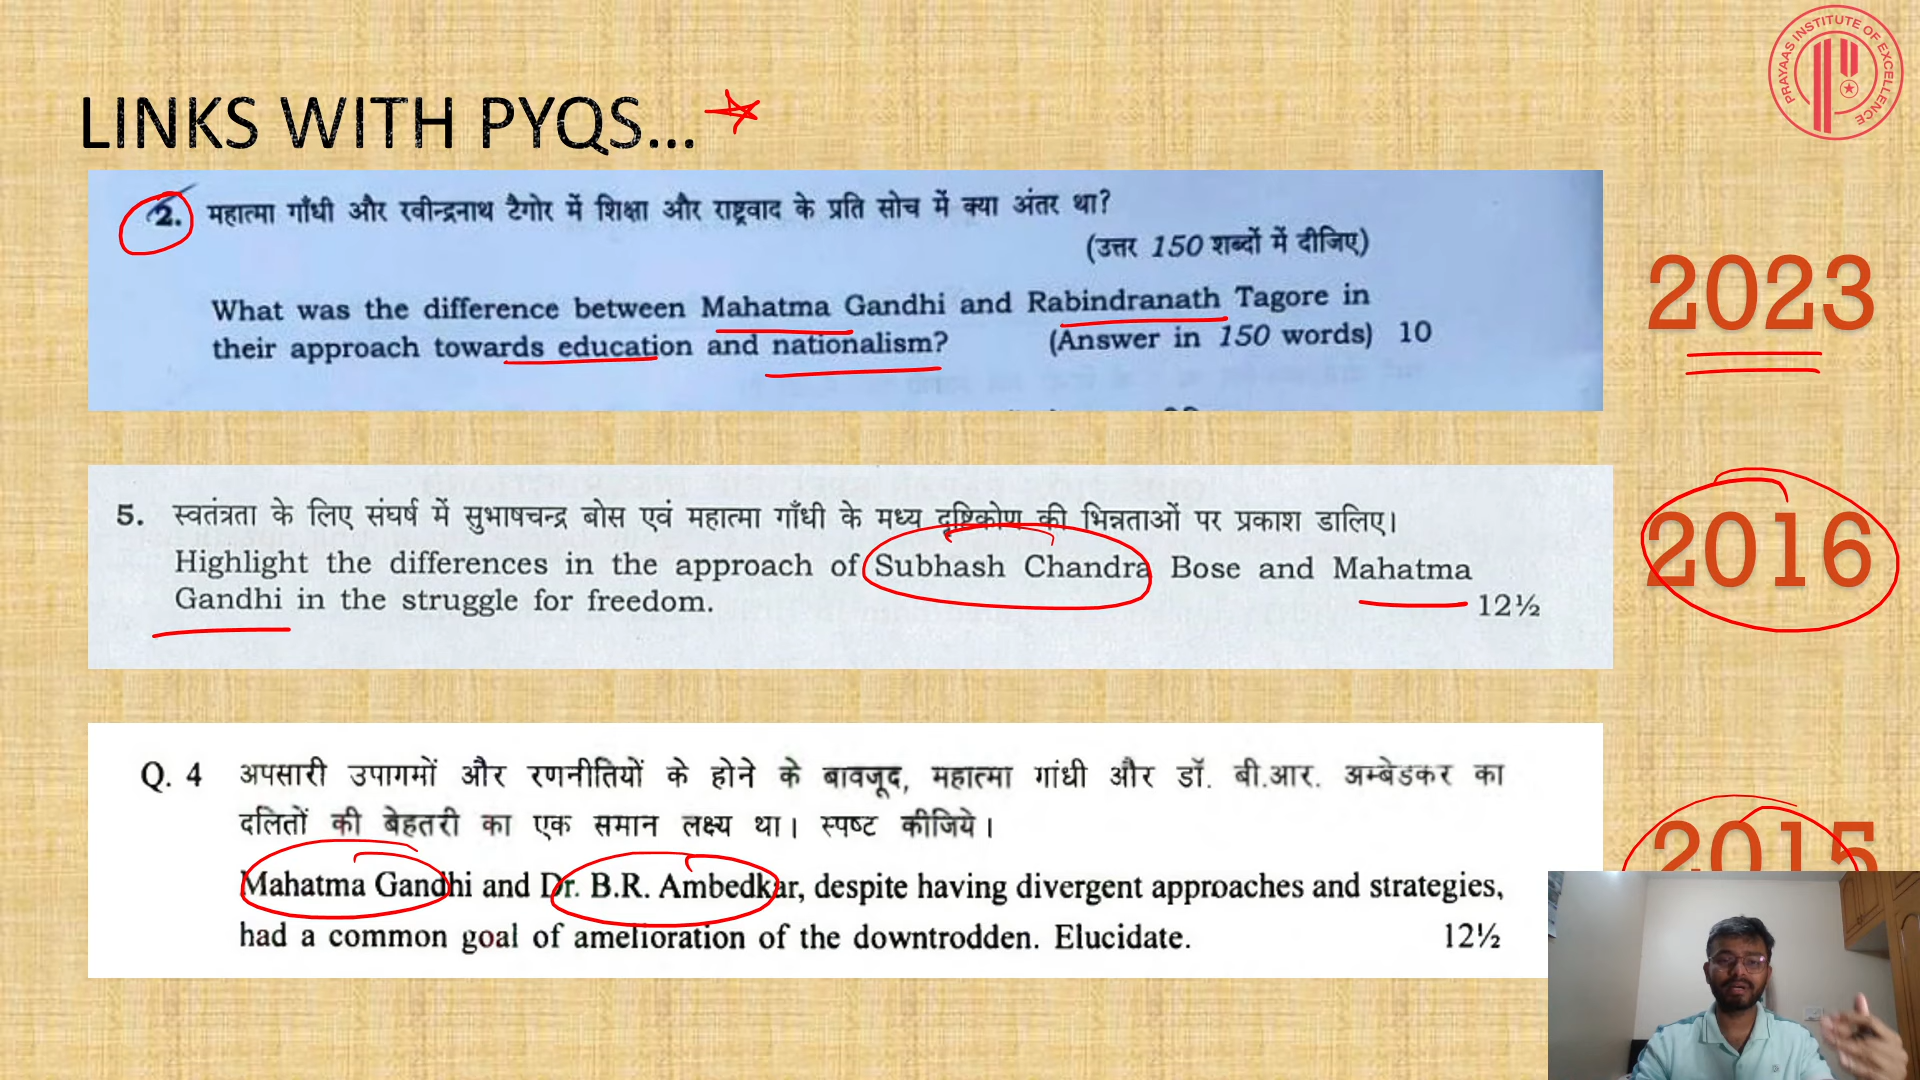 PRAYAAS INSTITUTE OF EXCELLENCE
LINKS WITH PYQS...
2. महात्मा गाँधी और रवीन्द्रनाथ टैगोर में शिक्षा और राष्ट्रवाद के प्रति सोच में क्या अंतर था?
(उत्तर 150 शब्दों में दीजिए)
What was the difference between Mahatma Gandhi and Rabindranath Tagore in
their approach towards education and nationalism? (Answer in 150 words) 10
2023
5. स्वतंत्रता के लिए संघर्ष में सुभाषचन्द्र बोस एवं महात्मा गाँधी के मध्य दृष्टिकोण की भिन्नताओं पर प्रकाश डालिए।
Highlight the differences in the approach of Subhash Chandra Bose and Mahatma
Gandhi in the struggle for freedom. 12½
2016
Q. 4 अपसारी उपागमों और रणनीतियों के होने के बावजूद, महात्मा गांधी और डॉ. बी.आर. अम्बेडकर का
दलितों की बेहतरी का एक समान लक्ष्य था। स्पष्ट कीजिये।
Mahatma Gandhi and Dr. B.R. Ambedkar, despite having divergent approaches and strategies,
had a common goal of amelioration of the downtrodden. Elucidate. 12½
2015